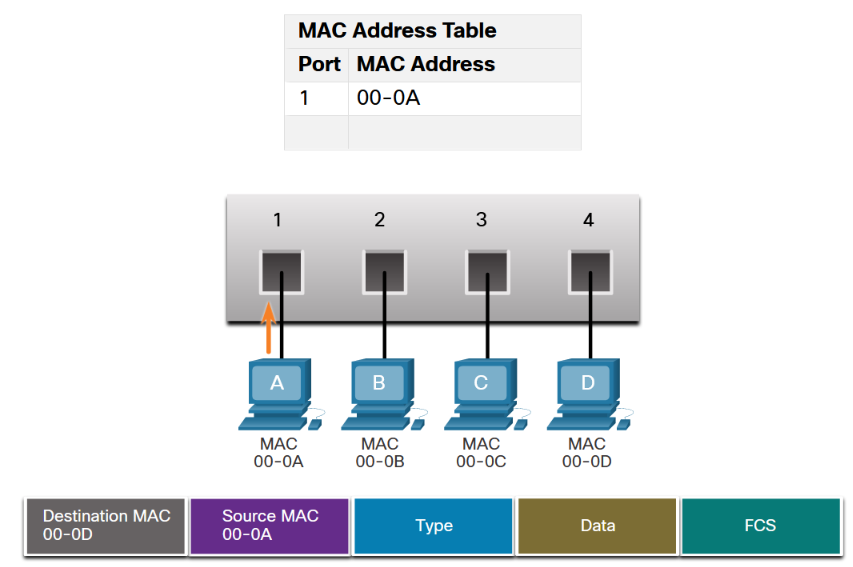 MAC Address Table
Port MAC Address
1 00-0A
1 2 3 4
A B C D
MAC MAC MAC MAC
00-0A 00-0B 00-0C 00-0D
Destination MAC Source MAC Type Data FCS
00-0D 00-0A